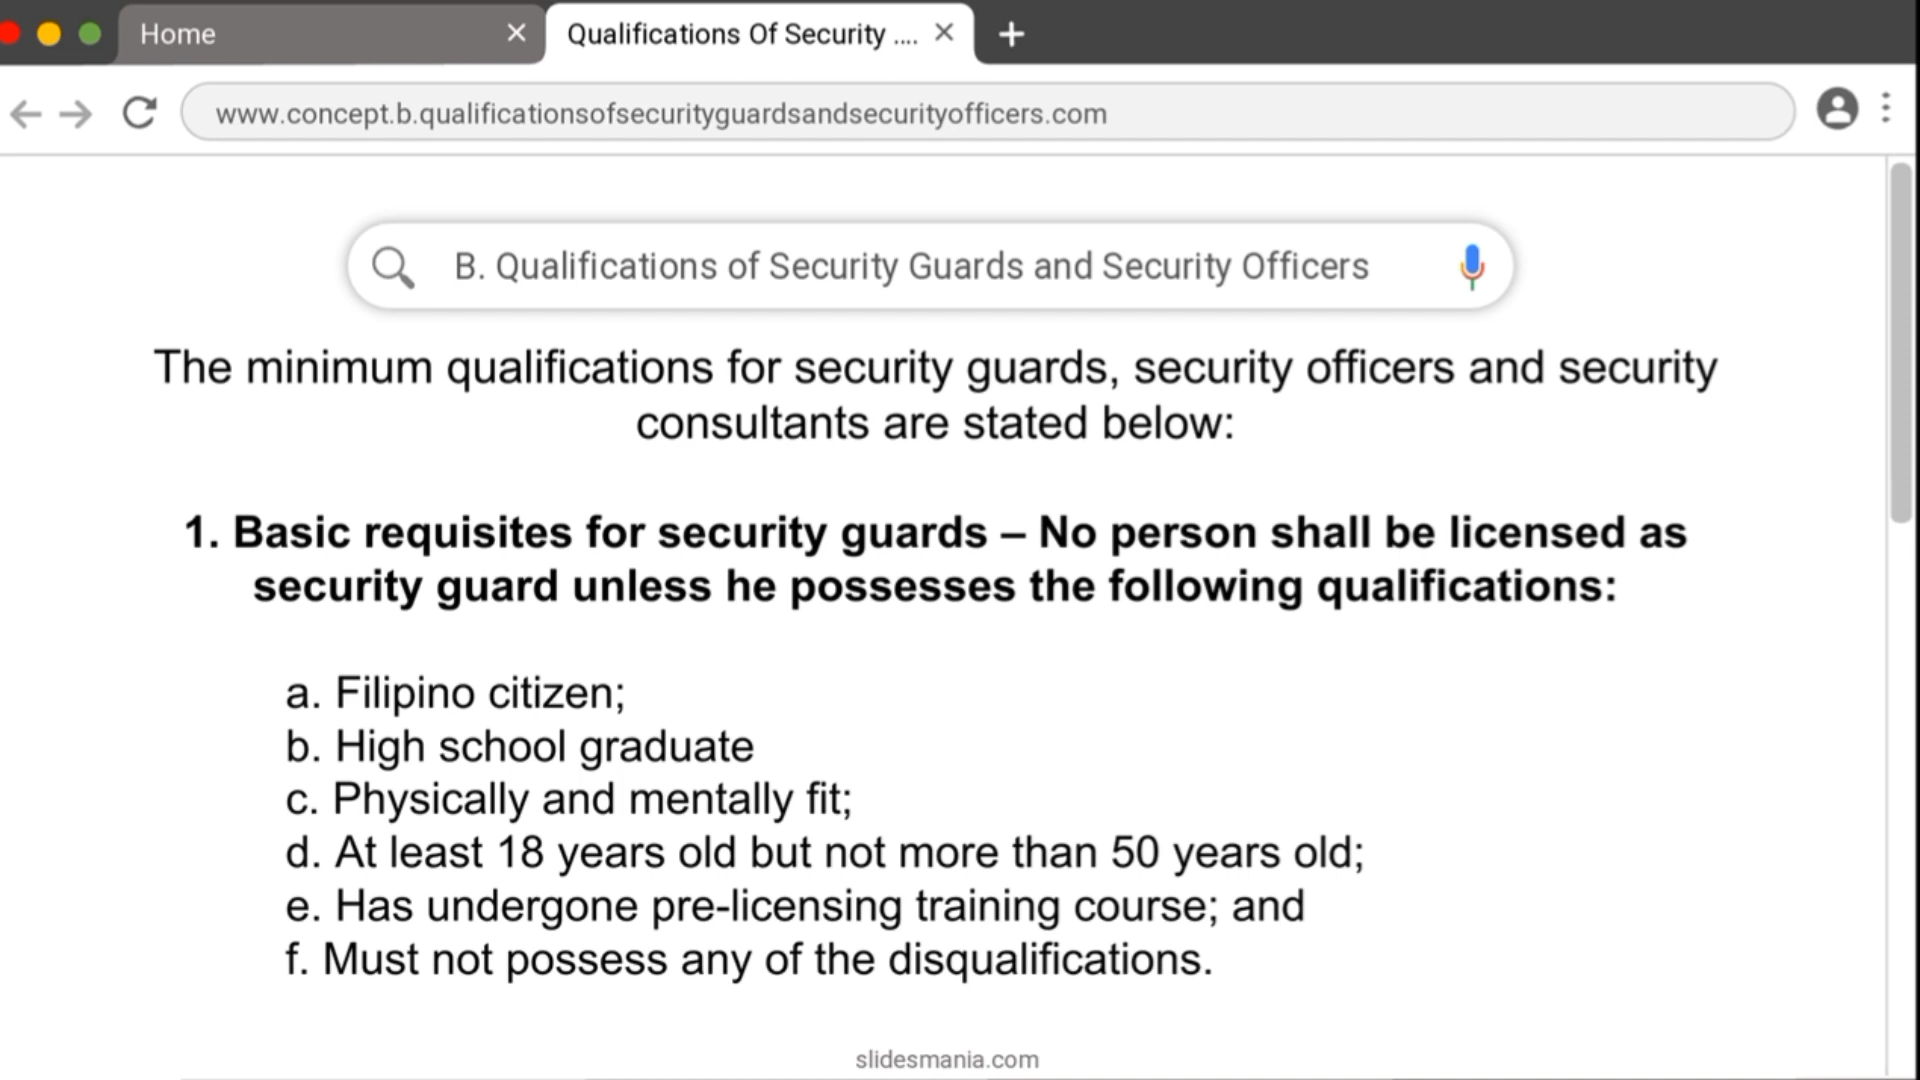 Home
Qualifications Of Security ....
www.concept.b.qualificationsofsecurityguardsandsecurityofficers.com
B. Qualifications of Security Guards and Security Officers
The minimum qualifications for security guards, security officers and security
consultants are stated below:
1. Basic requisites for security guards – No person shall be licensed as
security guard unless he possesses the following qualifications:
a. Filipino citizen;
b. High school graduate
c. Physically and mentally fit;
d. At least 18 years old but not more than 50 years old;
e. Has undergone pre-licensing training course; and
f. Must not possess any of the disqualifications.
slidesmania.com